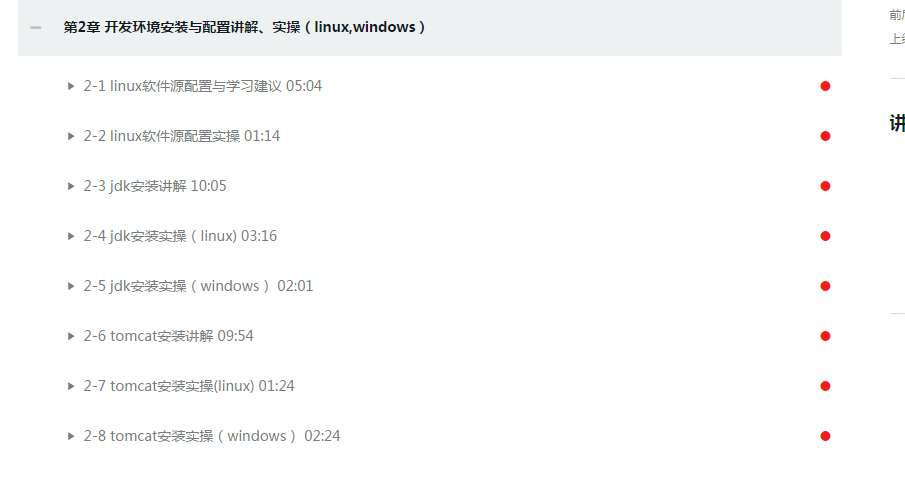 第2章 开发环境安装与配置讲解、实操（linux,windows）
2-1 linux软件源配置与学习建议 05:04
2-2 linux软件源配置实操 01:14
2-3 jdk安装讲解 10:05
2-4 jdk安装实操（linux) 03:16
2-5 jdk安装实操（windows） 02:01
2-6 tomcat安装讲解 09:54
2-7 tomcat安装实操(linux) 01:24
2-8 tomcat安装实操（windows） 02:24
讲